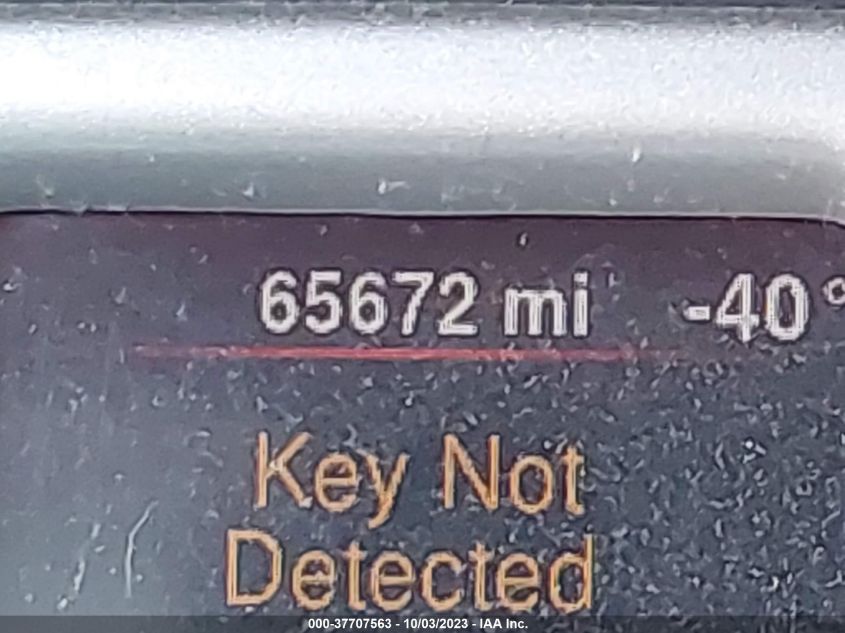 65672 mi -40°
Key Not
Detected
000-37707563 - 10/03/2023 - IAA Inc.